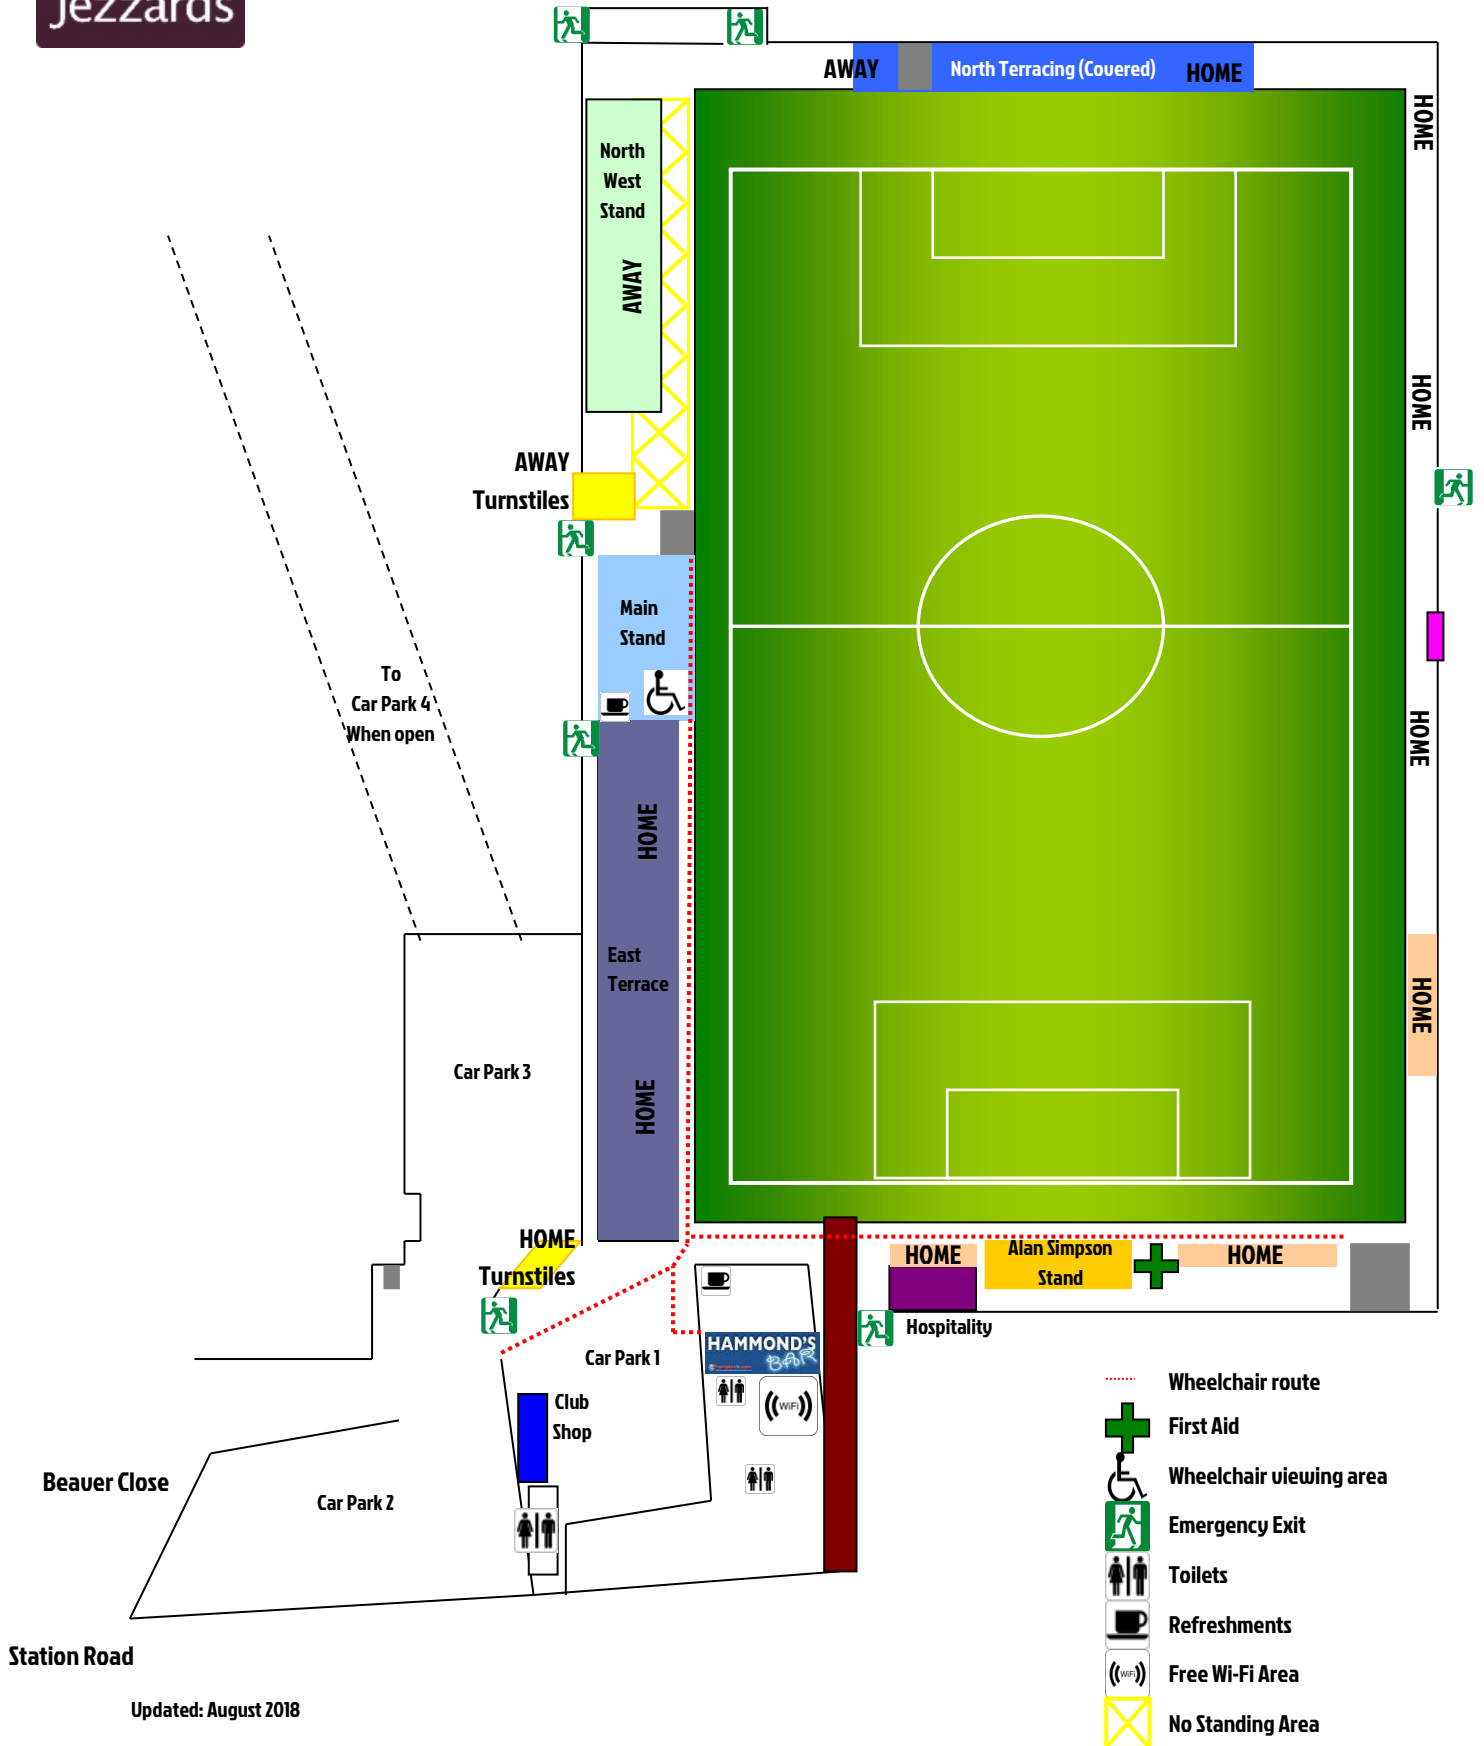 Jezzards
AWAY
North Terracing (Covered)
HOME
HOME
North
West
Stand
AWAY
HOME
AWAY
Turnstiles
Main
Stand
To
Car Park 4
When open
HOME
HOME
East
Terrace
HOME
Car Park 3
HOME
HOME
Turnstiles
HOME
Alan Simpson
Stand
HOME
Hospitality
HAMMOND'S
BAR
Car Park 1
WiFi
Club
Shop
Beaver Close
Car Park 2
Station Road
Updated: August 2018
Wheelchair route
First Aid
Wheelchair viewing area
Emergency Exit
Toilets
Refreshments
WiFi
Free Wi-Fi Area
No Standing Area